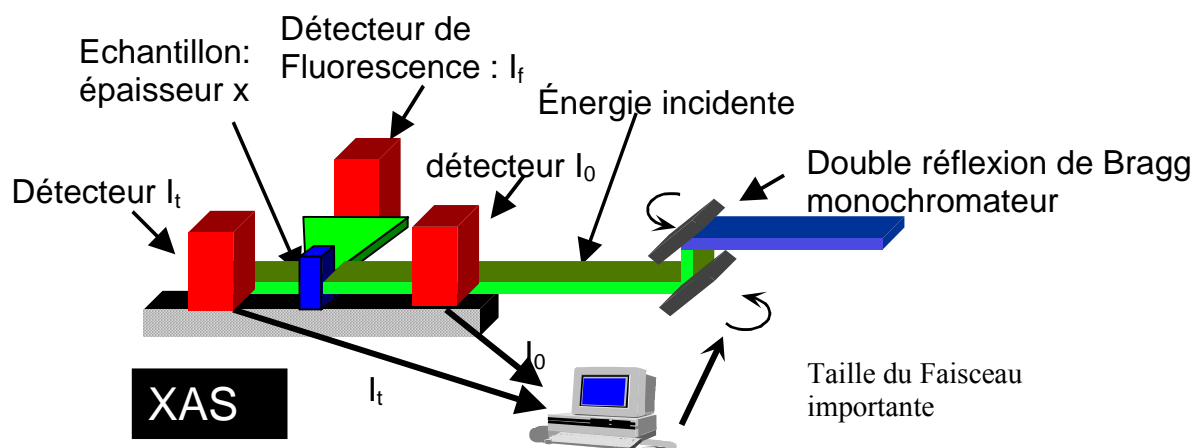 Détecteur de
Fluorescence : If
Echantillon:
épaisseur x
Énergie incidente
détecteur I0
Double réflexion de Bragg
monochromateur
Détecteur It
I0
It
XAS
Taille du Faisceau
importante